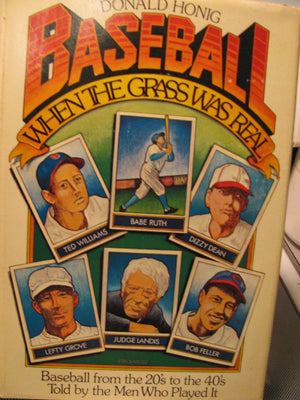 DONALD HONIG
BASEBALL
WHEN THE GRASS WAS REAL
TED WILLIAMS
BABE RUTH
DIZZY DEAN
LEFTY GROVE
JUDGE LANDIS
BOB FELLER
Baseball from the 20's to the 40's
Told by the Men Who Played It